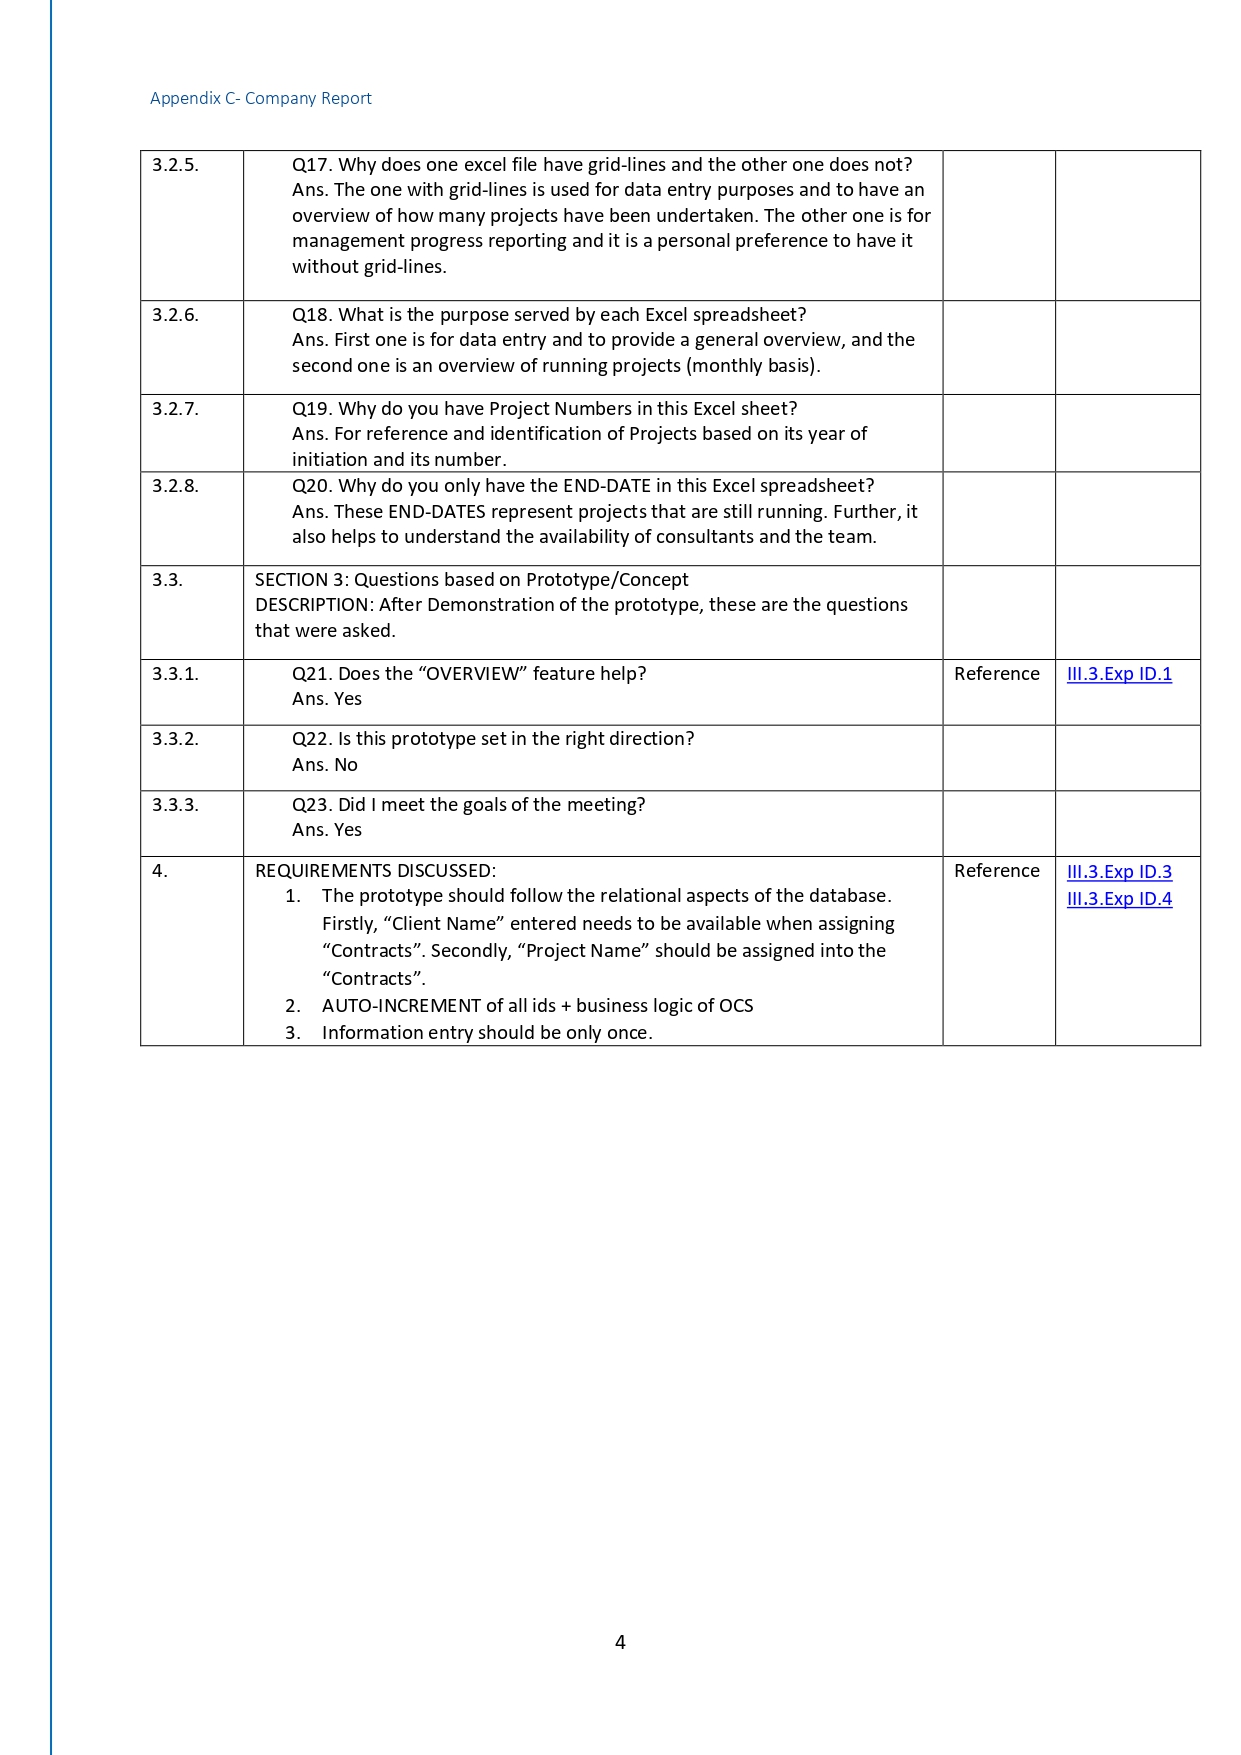 Appendix C- Company Report
3.2.5.
Q17. Why does one excel file have grid-lines and the other one does not?
Ans. The one with grid-lines is used for data entry purposes and to have an
overview of how many projects have been undertaken. The other one is for
management progress reporting and it is a personal preference to have it
without grid-lines.
3.2.6.
Q18. What is the purpose served by each Excel spreadsheet?
Ans. First one is for data entry and to provide a general overview, and the
second one is an overview of running projects (monthly basis).
3.2.7.
Q19. Why do you have Project Numbers in this Excel sheet?
Ans. For reference and identification of Projects based on its year of
initiation and its number.
3.2.8.
Q20. Why do you only have the END-DATE in this Excel spreadsheet?
Ans. These END-DATES represent projects that are still running. Further, it
also helps to understand the availability of consultants and the team.
3.3.
SECTION 3: Questions based on Prototype/Concept
DESCRIPTION: After Demonstration of the prototype, these are the questions
that were asked.
3.3.1.
Q21. Does the “OVERVIEW” feature help?
Ans. Yes
Reference
III.3.Exp ID.1
3.3.2.
Q22. Is this prototype set in the right direction?
Ans. No
3.3.3.
Q23. Did I meet the goals of the meeting?
Ans. Yes
4.
REQUIREMENTS DISCUSSED:
1. The prototype should follow the relational aspects of the database.
Firstly, “Client Name” entered needs to be available when assigning
“Contracts”. Secondly, “Project Name” should be assigned into the
“Contracts”.
2. AUTO-INCREMENT of all ids + business logic of OCS
3. Information entry should be only once.
Reference
III.3.Exp ID.3
III.3.Exp ID.4
4